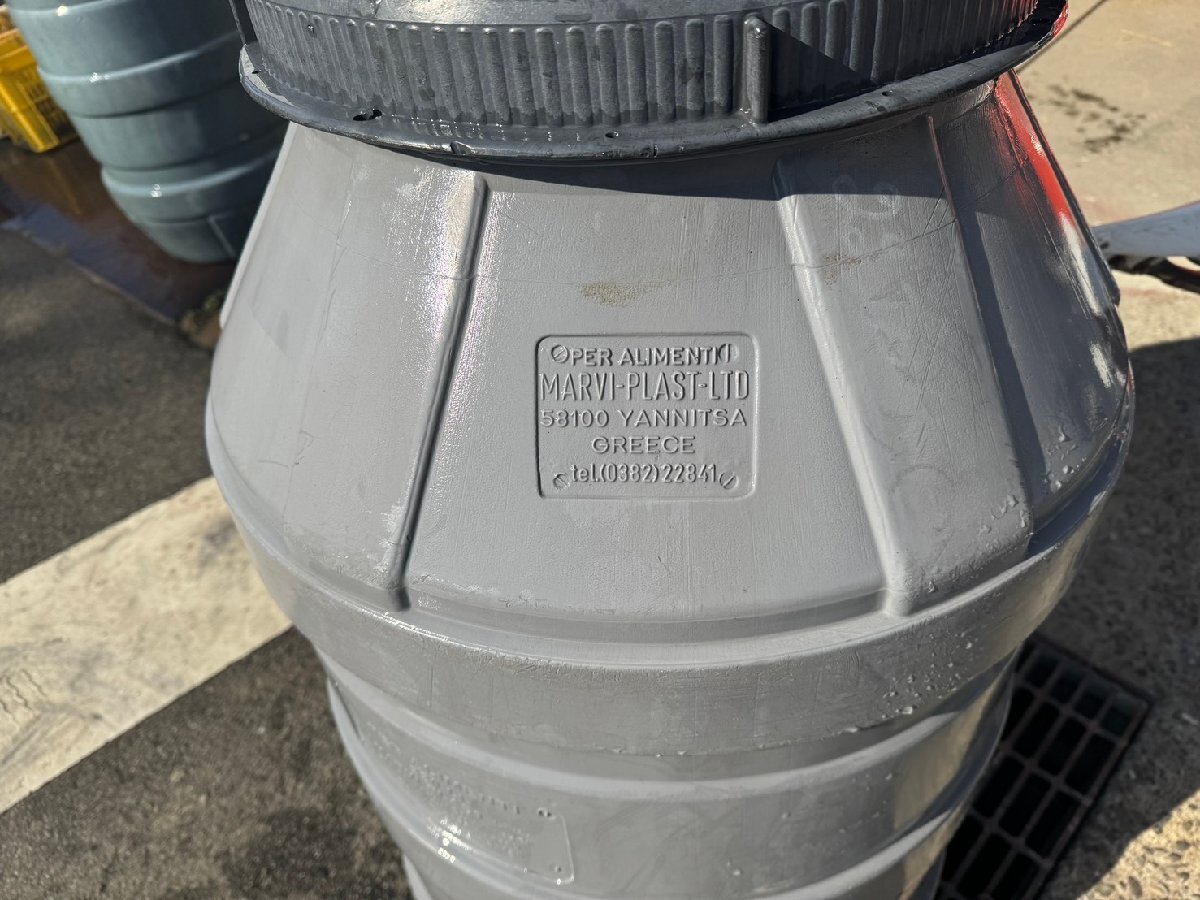 PER ALIMENTI
MARVI-PLAST-LTD
58100 YANNITSA
GREECE
tel.(0382)22841